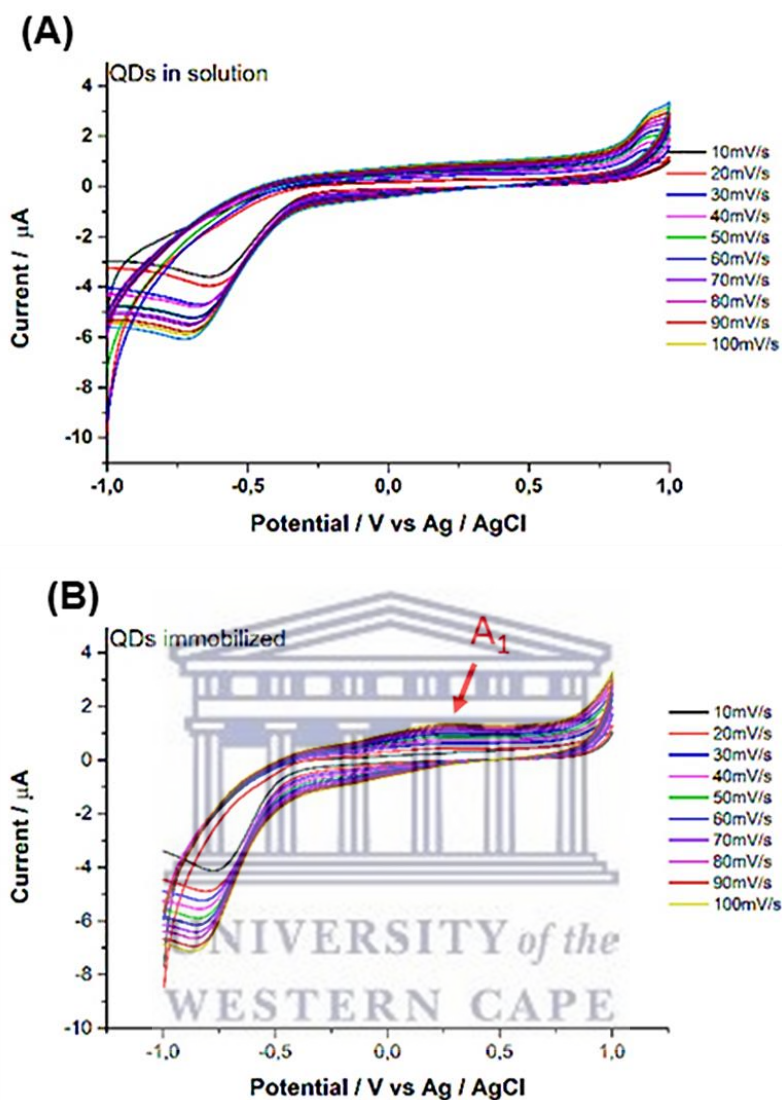 (A)
QDs in solution
4
2
0
-2
-4
-6
-8
-10
Current / μA
-1,0 -0,5 0,0 0,5 1,0
Potential / V vs Ag / AgCl
10mV/s
20mV/s
30mV/s
40mV/s
50mV/s
60mV/s
70mV/s
80mV/s
90mV/s
100mV/s
(B)
QDs immobilized
A₁
4
2
0
-2
-4
-6
-8
-10
Current / μA
-1,0 -0,5 0,0 0,5 1,0
Potential / V vs Ag / AgCl
10mV/s
20mV/s
30mV/s
40mV/s
50mV/s
60mV/s
70mV/s
80mV/s
90mV/s
100mV/s
UNIVERSITY of the
WESTERN CAPE